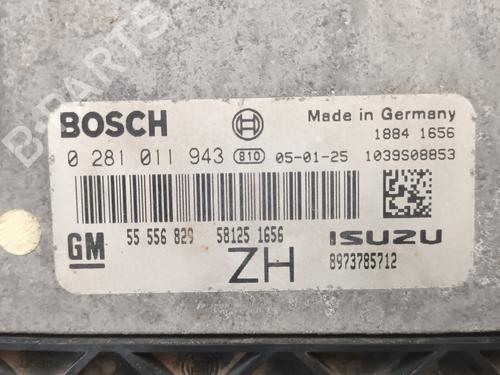 B-PARTS
BOSCH
Made in Germany
1884 1656
0 281 011 943 810 05-01-25 1039S08853
GM 55 556 829 58125 1656 ISUZU
ZH 8973785712